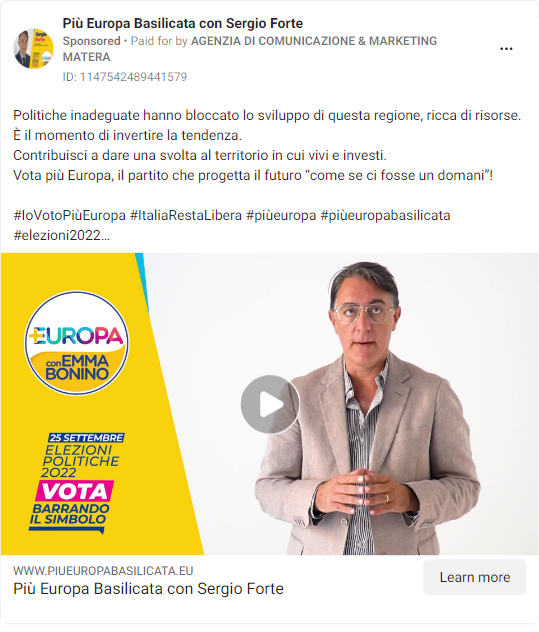 Più Europa Basilicata con Sergio Forte
Sponsored • Paid for by AGENZIA DI COMUNICAZIONE & MARKETING
MATERA
ID: 1147542489441579
Politiche inadeguate hanno bloccato lo sviluppo di questa regione, ricca di risorse.
È il momento di invertire la tendenza.
Contribuisci a dare una svolta al territorio in cui vivi e investi.
Vota più Europa, il partito che progetta il futuro “come se ci fosse un domani”!
#IoVotoPiùEuropa #ItaliaRestaLibera #piùeuropa #piùeuropabasilicata
#elezioni2022...
+EUROPA
con EMMA
BONINO
25 SETTEMBRE
ELEZIONI
POLITICHE
2022
VOTA
BARRANDO
IL SIMBOLO
WWW.PIUEUROPABASILICATA.EU
Più Europa Basilicata con Sergio Forte
Learn more